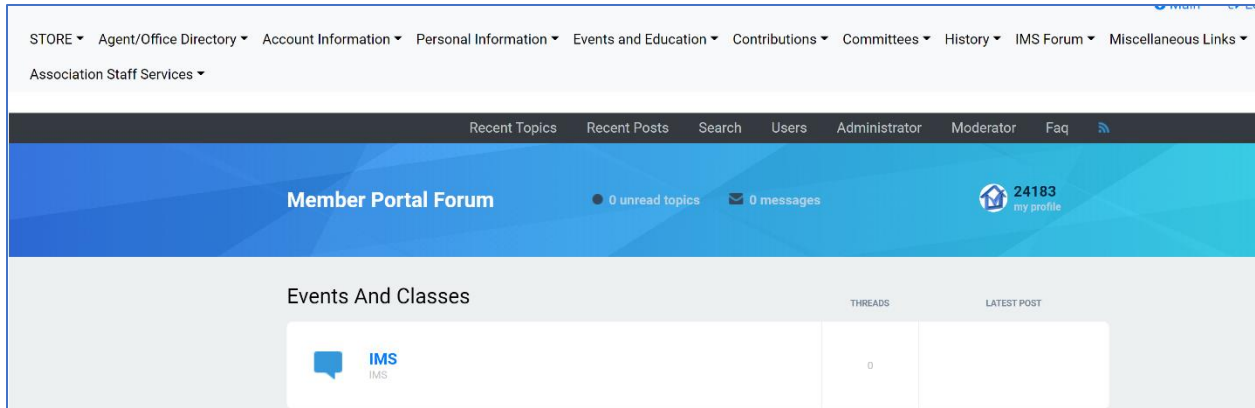 Main
STORE Agent/Office Directory Account Information Personal Information Events and Education Contributions Committees History IMS Forum Miscellaneous Links
Association Staff Services
Recent Topics Recent Posts Search Users Administrator Moderator Faq
Member Portal Forum 0 unread topics 0 messages 24183
my profile
Events And Classes THREADS LATEST POST
IMS
IMS
0